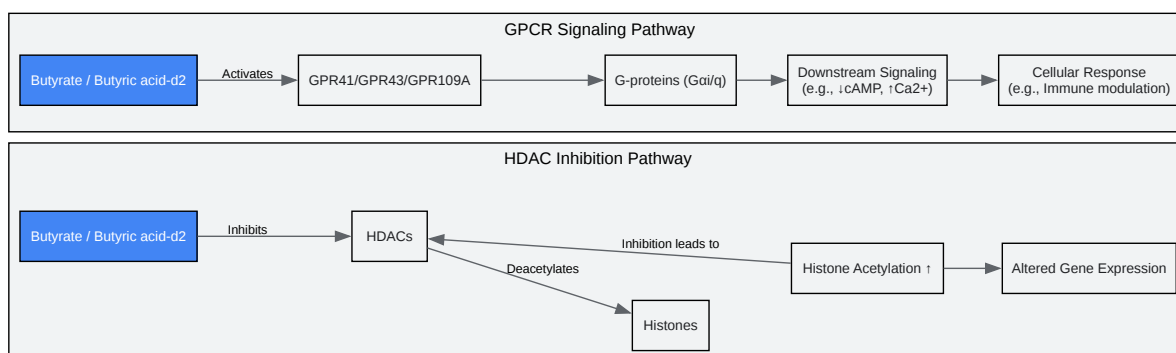 GPCR Signaling Pathway
Butyrate / Butyric acid-d2
Activates
GPR41/GPR43/GPR109A
G-proteins (Gαi/q)
Downstream Signaling
(e.g., ↓cAMP, ↑Ca2+)
Cellular Response
(e.g., Immune modulation)
HDAC Inhibition Pathway
Butyrate / Butyric acid-d2
Inhibits
HDACs
Inhibition leads to
Histone Acetylation ↑
Altered Gene Expression
Deacetylates
Histones